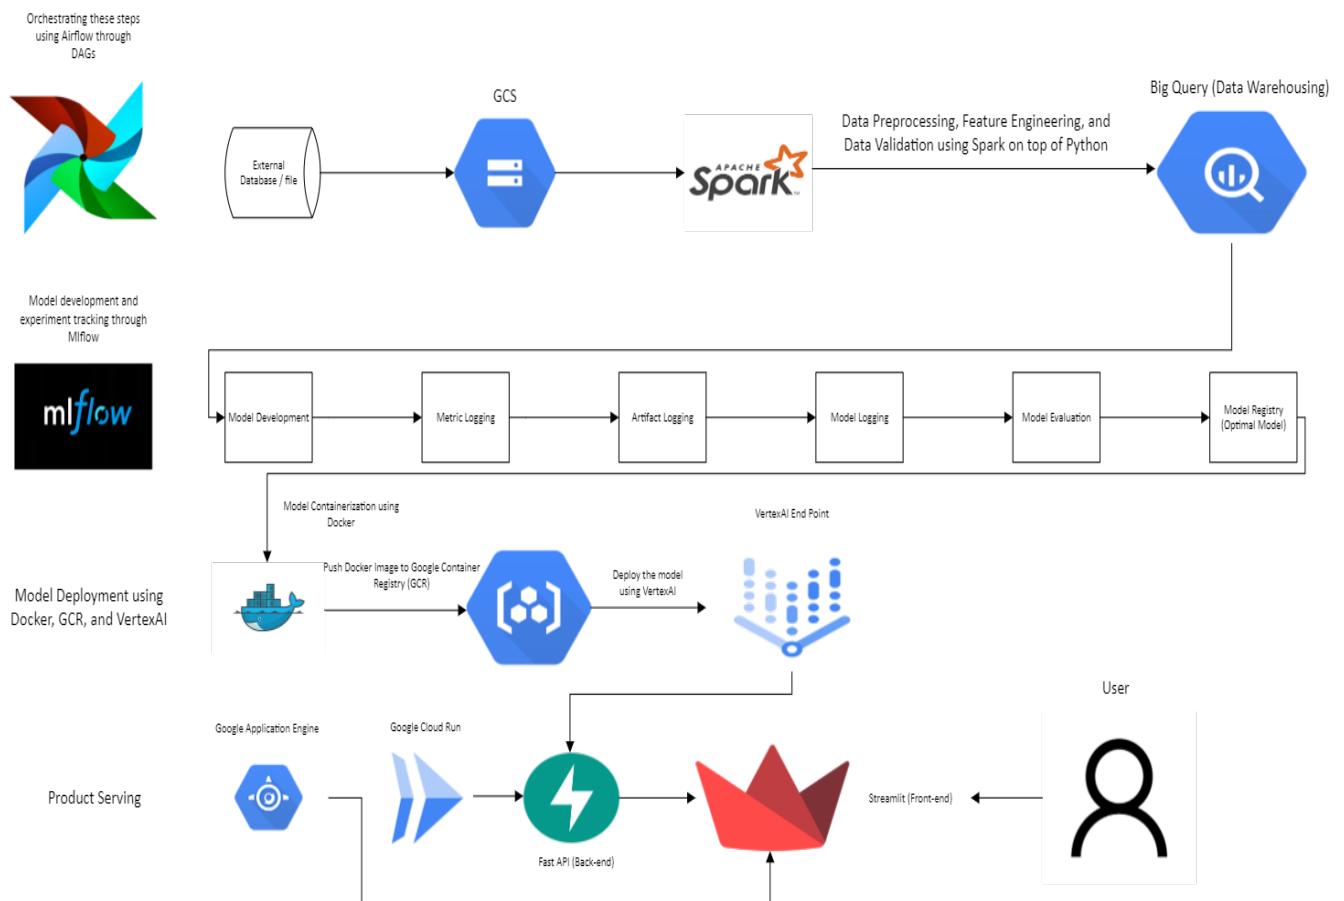 Orchestrating these steps
using Airflow through
DAGs
GCS
Big Query (Data Warehousing)
External
Database / file
APACHE
Spark
TM
Data Preprocessing, Feature Engineering, and
Data Validation using Spark on top of Python
Model development and
experiment tracking through
Mlflow
mlflow
Model Development
Metric Logging
Artifact Logging
Model Logging
Model Evaluation
Model Registry
(Optimal Model)
Model Containerization using
Docker
Model Deployment using
Docker, GCR, and VertexAI
Push Docker Image to Google Container
Registry (GCR)
Deploy the model
using VertexAI
VertexAI End Point
User
Google Application Engine
Google Cloud Run
Product Serving
Fast API (Back-end)
Streamlit (Front-end)